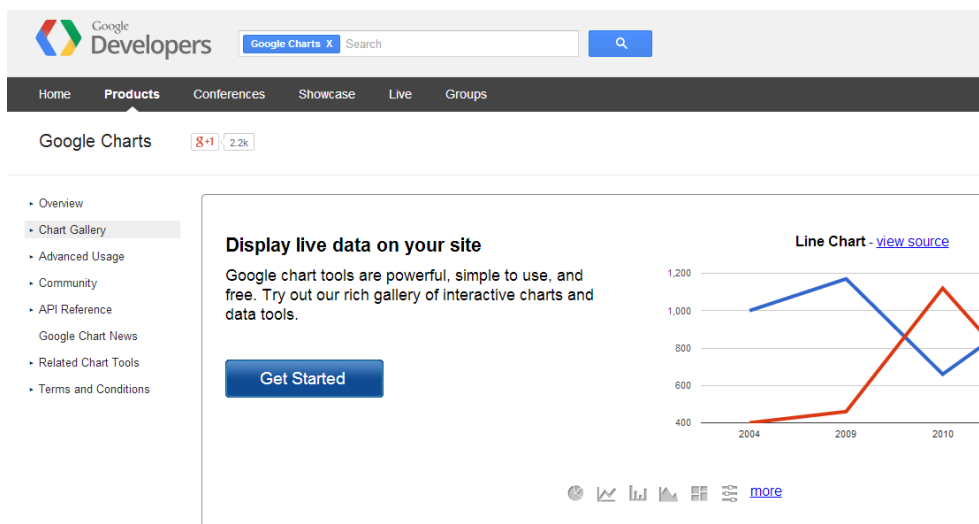 Google
Developers
Google Charts X Search
Home Products Conferences Showcase Live Groups
Google Charts
g+1 2.2k
Overview
Chart Gallery
Advanced Usage
Community
API Reference
Google Chart News
Related Chart Tools
Terms and Conditions
Display live data on your site
Google chart tools are powerful, simple to use, and
free. Try out our rich gallery of interactive charts and
data tools.
Get Started
Line Chart - view source
1,200
1,000
800
600
400
2004 2009 2010
more